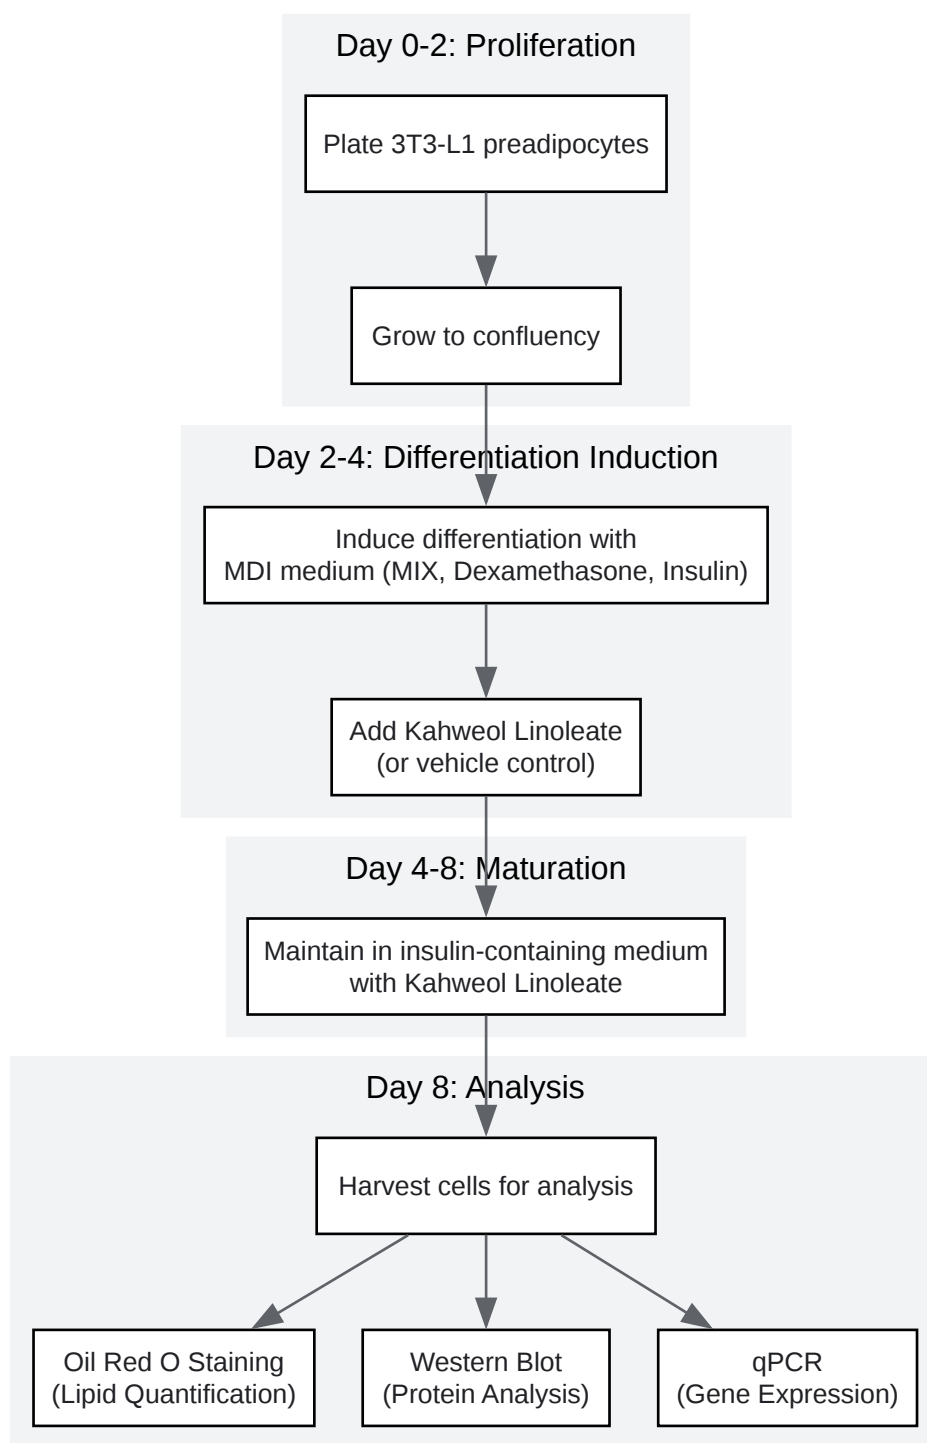 Day 0-2: Proliferation
Plate 3T3-L1 preadipocytes
Grow to confluency
Day 2-4: Differentiation Induction
Induce differentiation with
MDI medium (MIX, Dexamethasone, Insulin)
Add Kahweol Linoleate
(or vehicle control)
Day 4-8: Maturation
Maintain in insulin-containing medium
with Kahweol Linoleate
Day 8: Analysis
Harvest cells for analysis
Oil Red O Staining
(Lipid Quantification)
Western Blot
(Protein Analysis)
qPCR
(Gene Expression)